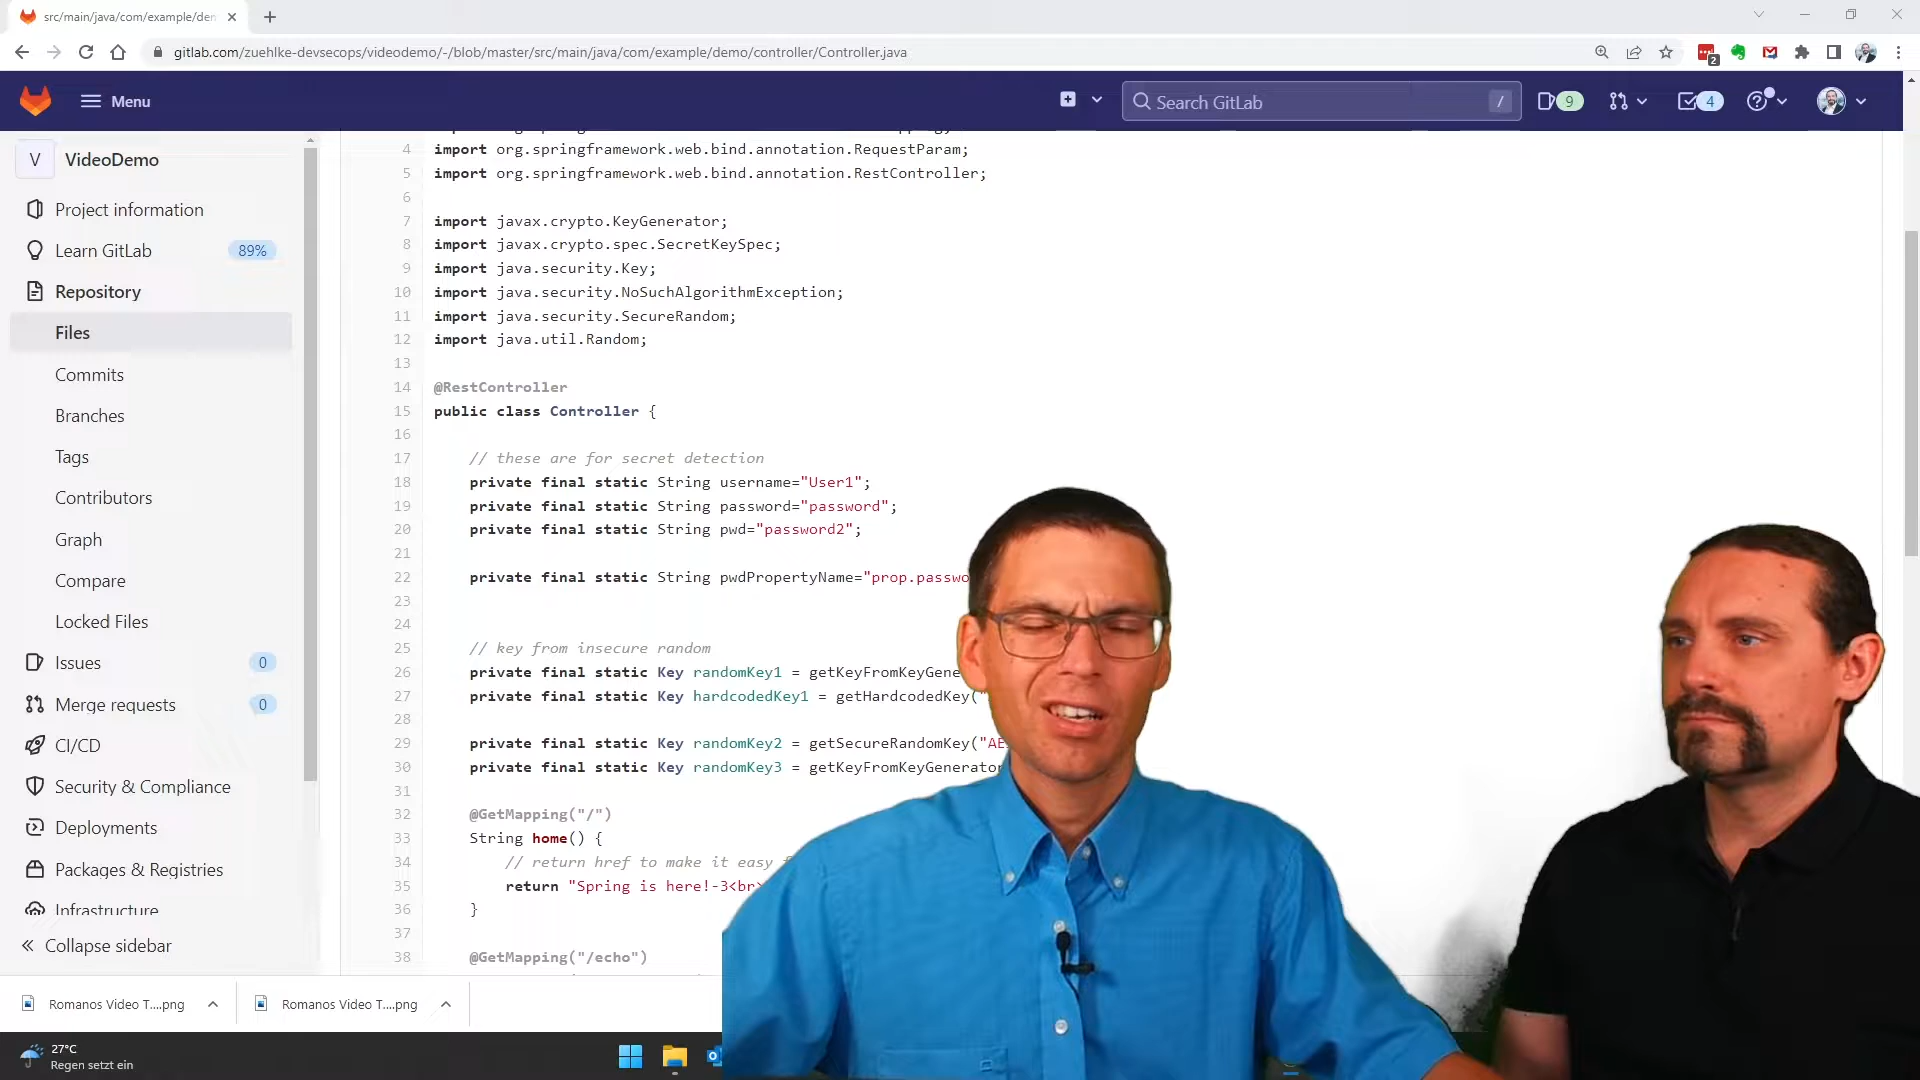 src/main/java/com/example/den
gitlab.com/zuehlke-devsecops/videodemo/-/blob/master/src/main/java/com/example/demo/controller/Controller.java
2
Menu
Search GitLab
/
9
4
V
VideoDemo
Project information
Learn GitLab
89%
Repository
Files
Commits
Branches
Tags
Contributors
Graph
Compare
Locked Files
Issues
0
Merge requests
0
CI/CD
Security & Compliance
Deployments
Packages & Registries
Infrastructure
Collapse sidebar
4 import org.springframework.web.bind.annotation.RequestParam;
5 import org.springframework.web.bind.annotation.RestController;
6
7 import javax.crypto.KeyGenerator;
8 import javax.crypto.spec.SecretKeySpec;
9 import java.security.Key;
10 import java.security.NoSuchAlgorithmException;
11 import java.security.SecureRandom;
12 import java.util.Random;
13
14 @RestController
15 public class Controller {
16
17 // these are for secret detection
18 private final static String username="User1";
19 private final static String password="password";
20 private final static String pwd="password2";
21
22 private final static String pwdPropertyName="prop.passwo
23
24
25 // key from insecure random
26 private final static Key randomKey1 = getKeyFromKeyGene
27 private final static Key hardcodedKey1 = getHardcodedKey("
28
29 private final static Key randomKey2 = getSecureRandomKey("AE
30 private final static Key randomKey3 = getKeyFromKeyGenerator
31
32 @GetMapping("/")
33 String home() {
34 // return href to make it easy f
35 return "Spring is here!-3<br>
36 }
37
38 @GetMapping("/echo")
Romanos Video T....png
Romanos Video T....png
27°C
Regen setzt ein